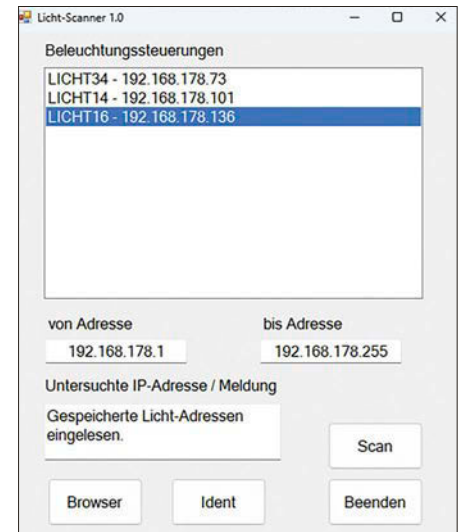 Licht-Scanner 1.0
Beleuchtungssteuerungen
LICHT34 - 192.168.178.73
LICHT14 - 192.168.178.101
LICHT16 - 192.168.178.136
von Adresse
bis Adresse
192.168.178.1
192.168.178.255
Untersuchte IP-Adresse / Meldung
Gespeicherte Licht-Adressen
eingelesen.
Scan
Browser
Ident
Beenden